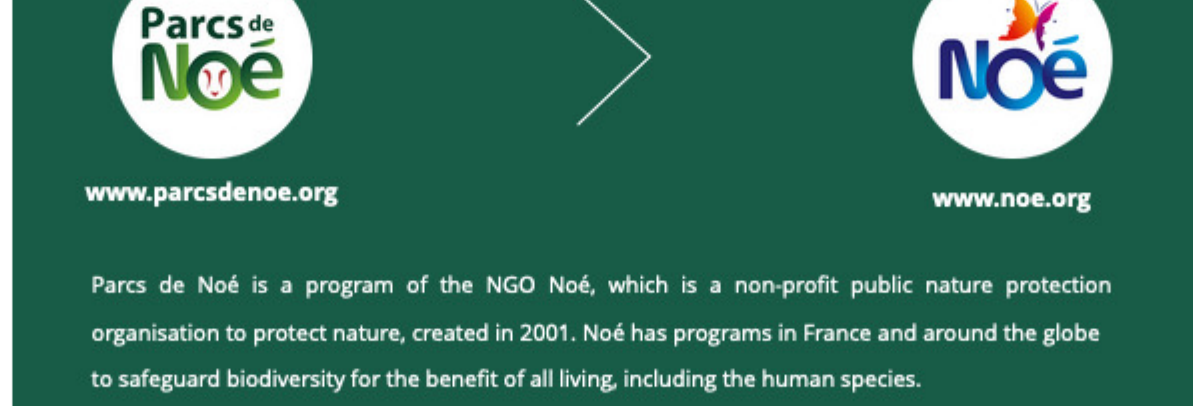 Parcs de
Noé
Noé
www.parcsdenoe.org
www.noe.org
Parcs de Noé is a program of the NGO Noé, which is a non-profit public nature protection
organisation to protect nature, created in 2001. Noé has programs in France and around the globe
to safeguard biodiversity for the benefit of all living, including the human species.